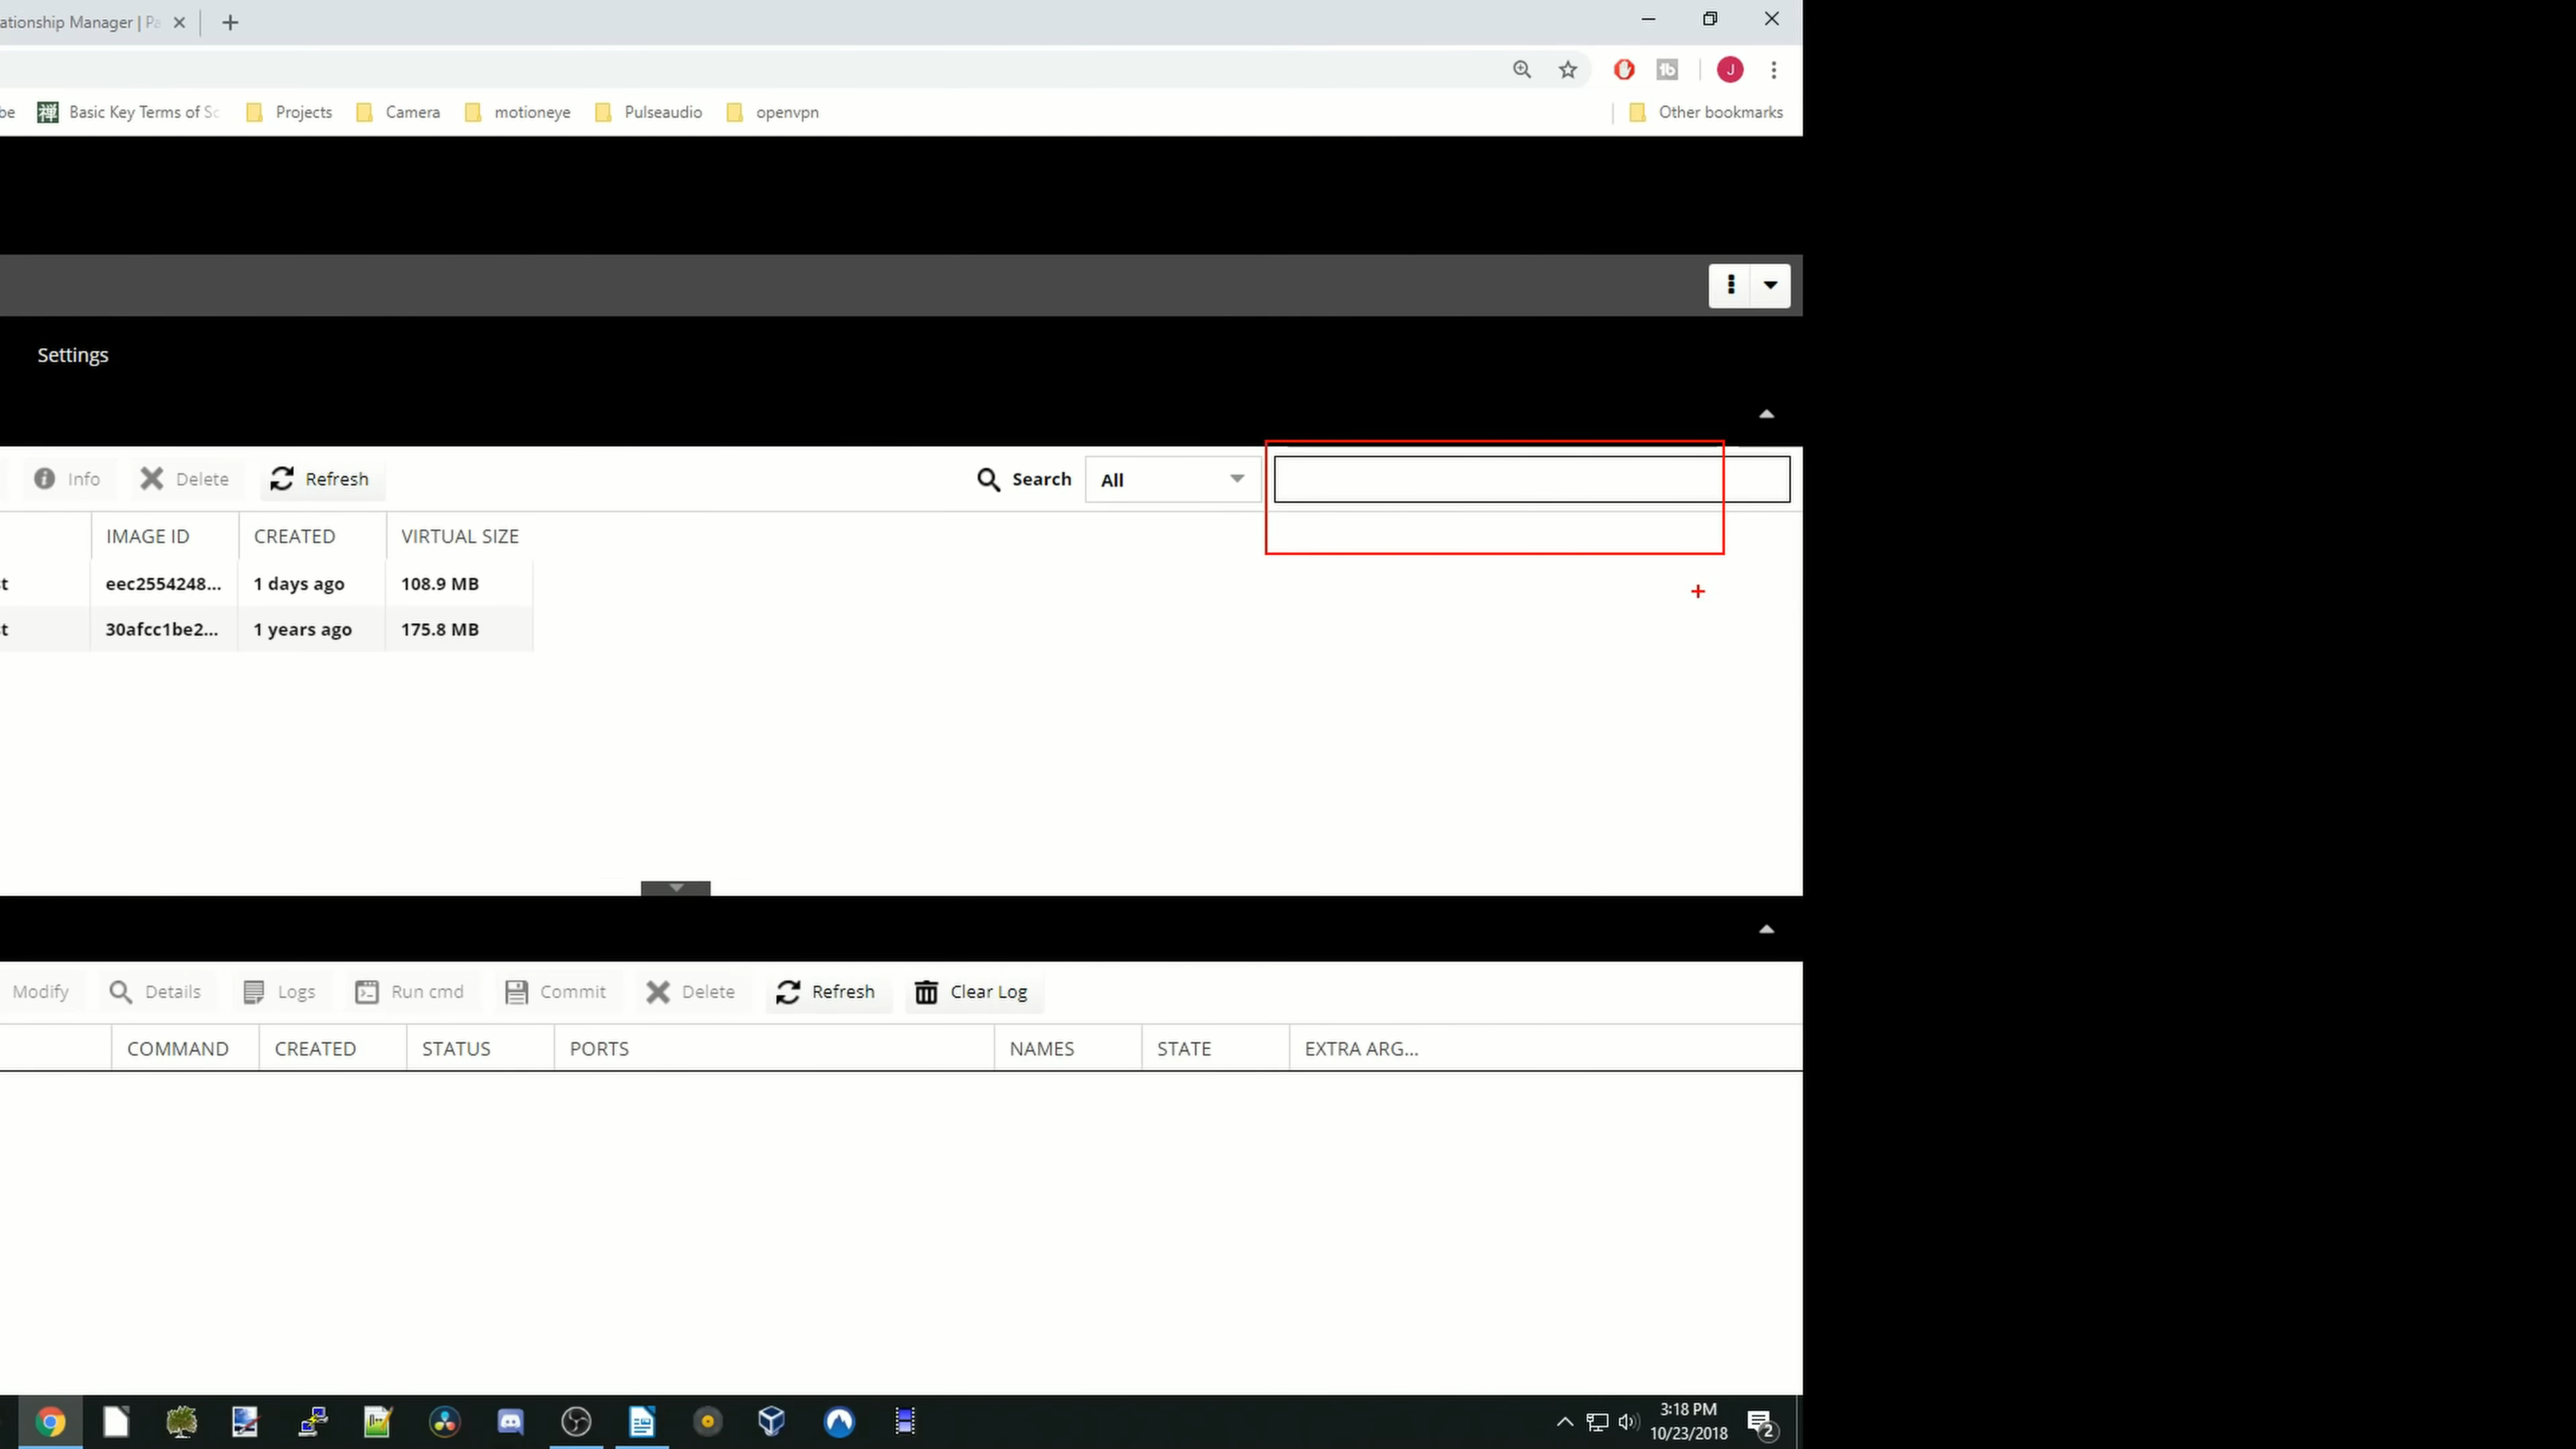 ationship Manager | Pa
be 禅 Basic Key Terms of Sc Projects Camera motioneye Pulseaudio openvpn Other bookmarks
J
Settings
Info Delete Refresh Search All
IMAGE ID CREATED VIRTUAL SIZE
t eec2554248... 1 days ago 108.9 MB
t 30afcc1be2... 1 years ago 175.8 MB
Modify Details Logs Run cmd Commit Delete Refresh Clear Log
COMMAND CREATED STATUS PORTS NAMES STATE EXTRA ARG...
3:18 PM
10/23/2018
2